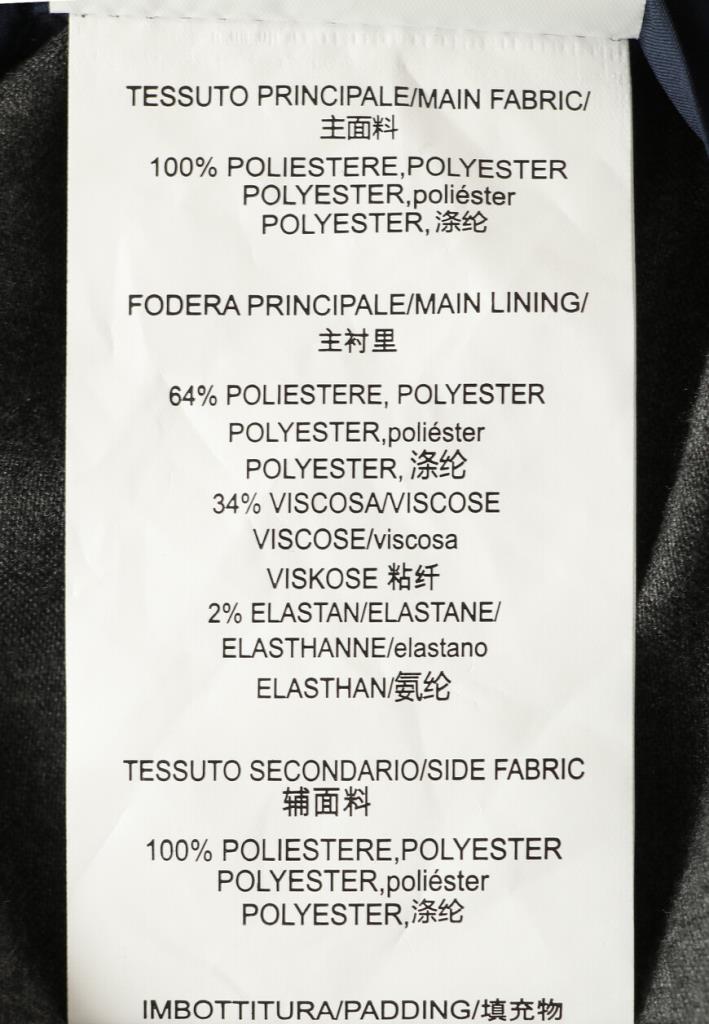 TESSUTO PRINCIPALE/MAIN FABRIC/
主面料
100% POLIESTERE,POLYESTER
POLYESTER,poliéster
POLYESTER,涤纶
FODERA PRINCIPALE/MAIN LINING/
主衬里
64% POLIESTERE, POLYESTER
POLYESTER,poliéster
POLYESTER, 涤纶
34% VISCOSA/VISCOSE
VISCOSE/viscosa
VISKOSE 粘纤
2% ELASTAN/ELASTANE/
ELASTHANNE/elastano
ELASTHAN/氨纶
TESSUTO SECONDARIO/SIDE FABRIC
辅面料
100% POLIESTERE,POLYESTER
POLYESTER,poliéster
POLYESTER,涤纶
IMBOTTITURA/PADDING/填充物